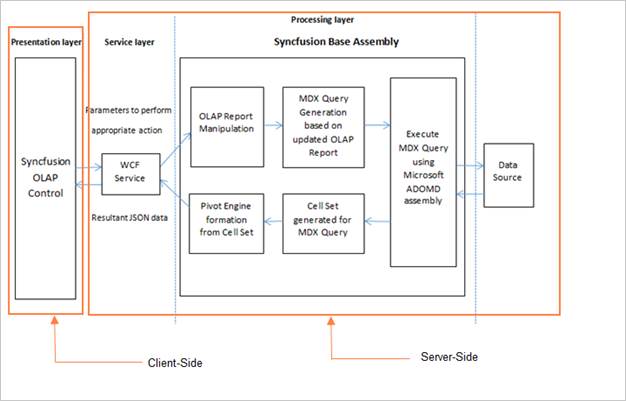 Processing layer
Presentation layer
Service layer
Syncfusion Base Assembly
Parameters to perform
appropriate action
Syncfusion
OLAP
Control
WCF
Service
Resultant JSON data
OLAP Report
Manipulation
MDX Query
Generation
based on
updated OLAP
Report
Execute
MDX Query
using
Microsoft
ADOMD
assembly
Data
Source
Pivot Engine
formation
from Cell Set
Cell Set
generated for
MDX Query
Client-Side
Server-Side